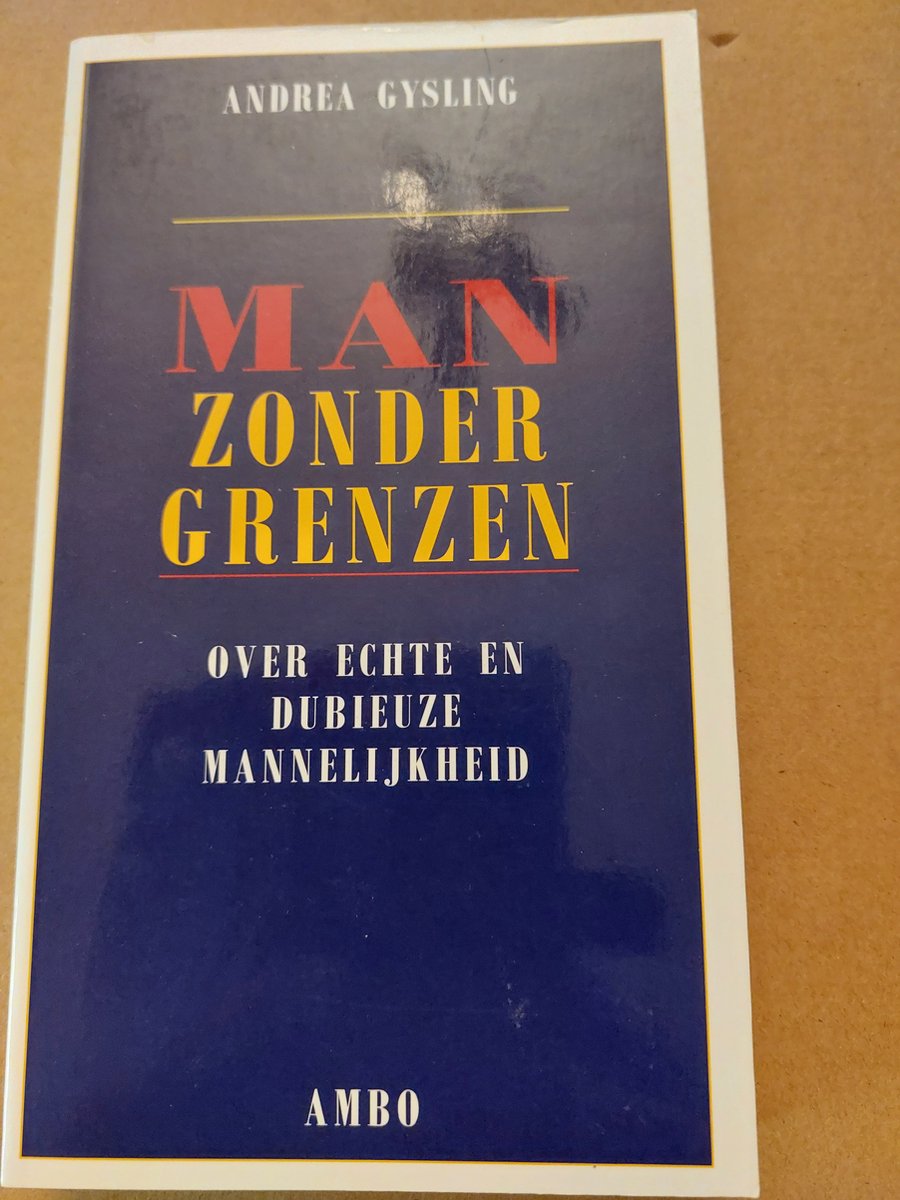 ANDREA GYSLING
MAN
ZONDER
GRENZEN
OVER ECHTE EN
DUBIEUZE
MANNELIJKHEID
AMBO